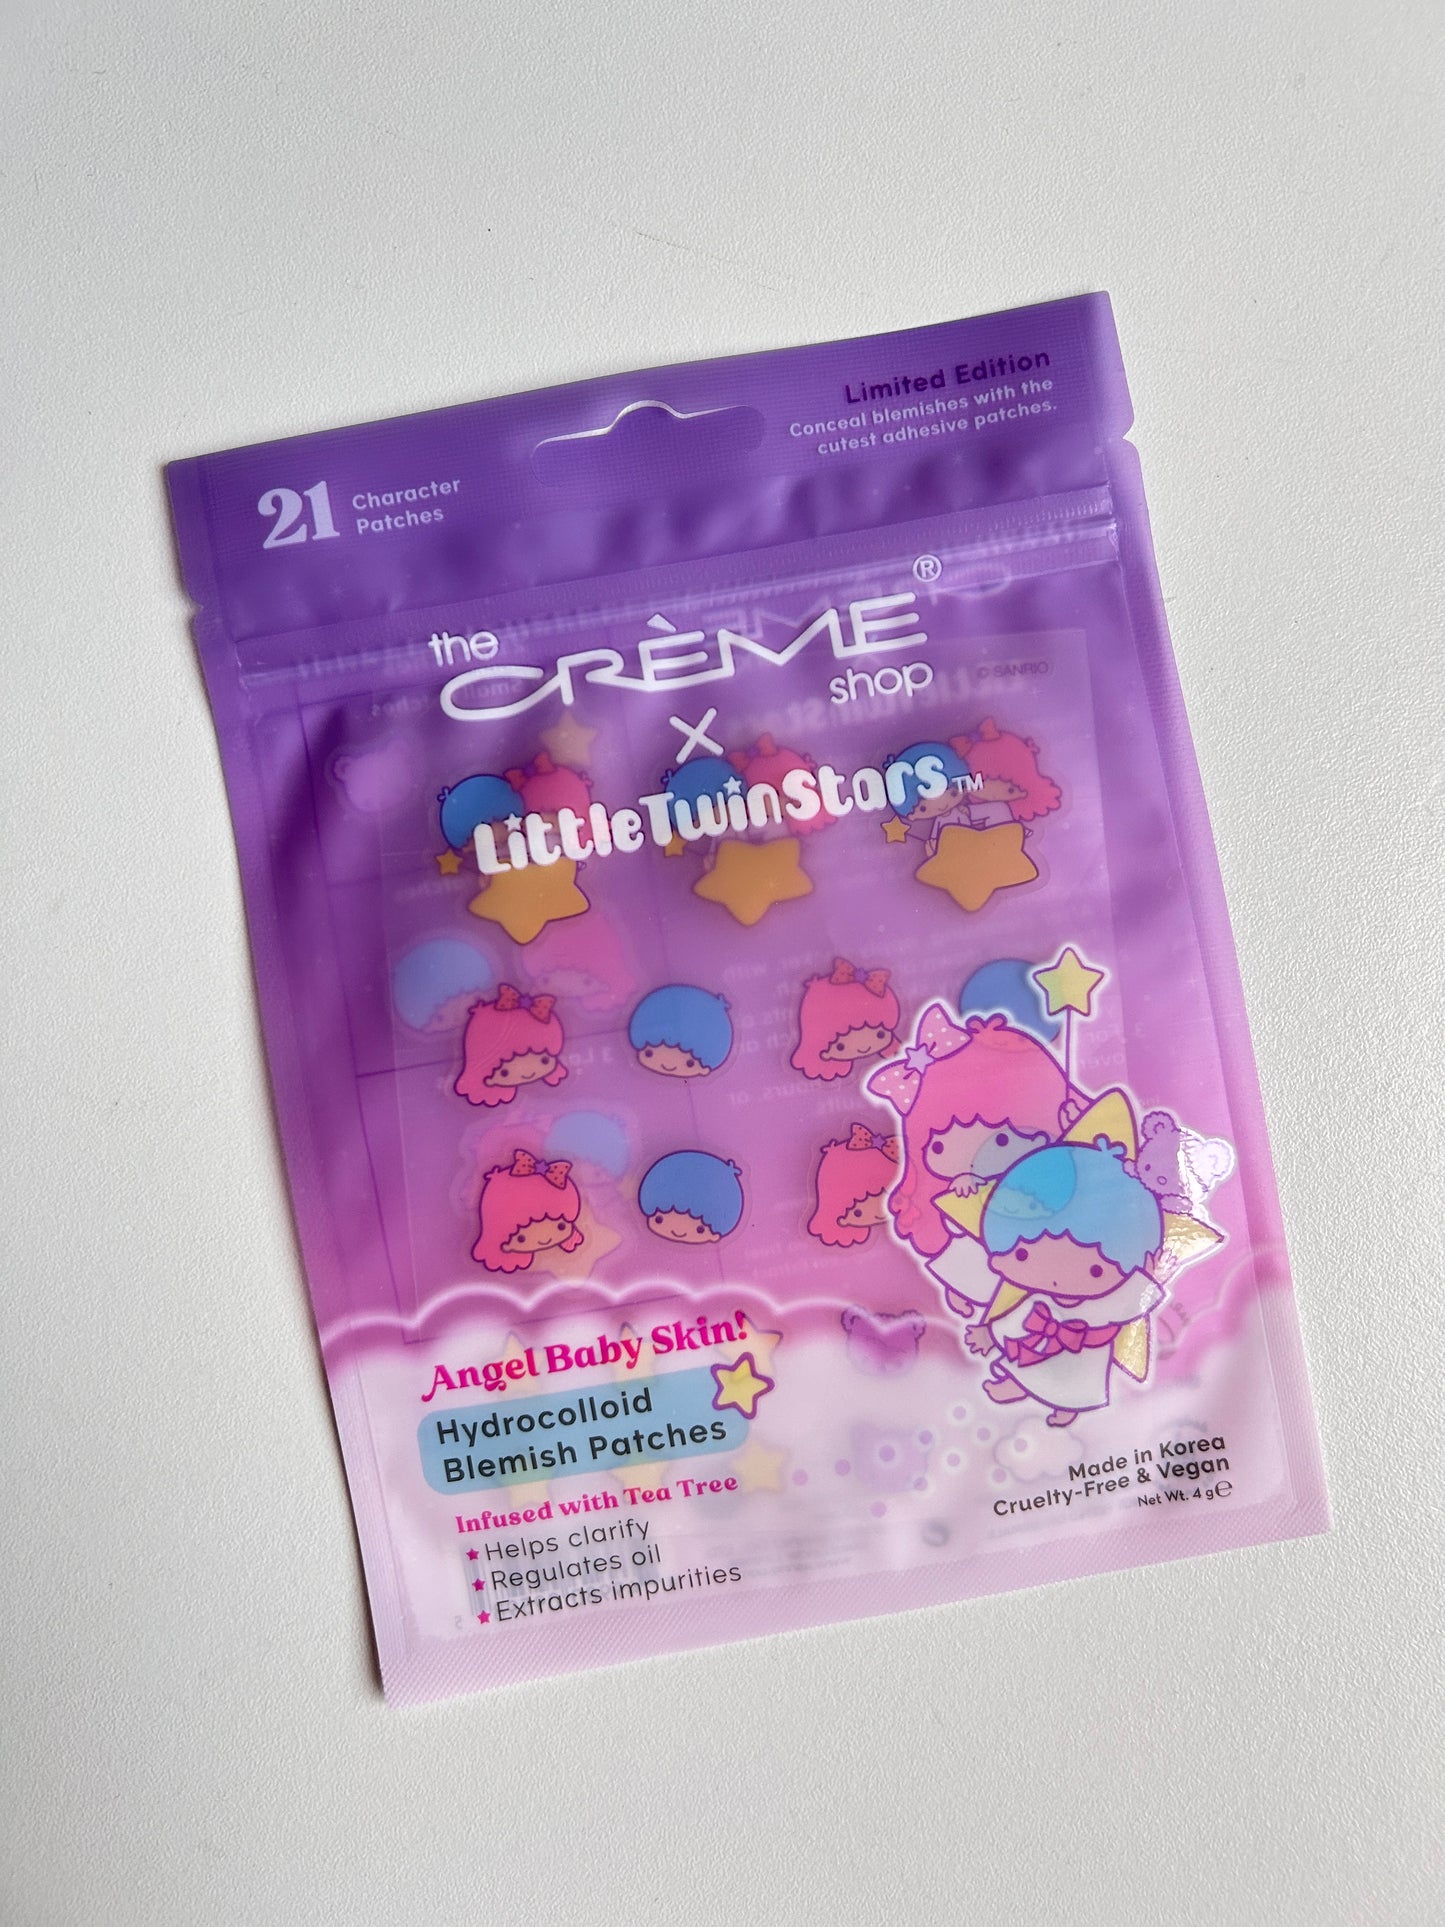 Limited Edition
Conceal blemishes with the
cutest adhesive patches.
21 Character
Patches
the
CRÈME®
shop
© SANRIO
X
LittleTwinStars™
Angel Baby Skin!
Hydrocolloid
Blemish Patches
Infused with Tea Tree
★ Helps clarify
★ Regulates oil
★ Extracts impurities
Made in Korea
Cruelty-Free & Vegan
Net Wt. 4 g℮